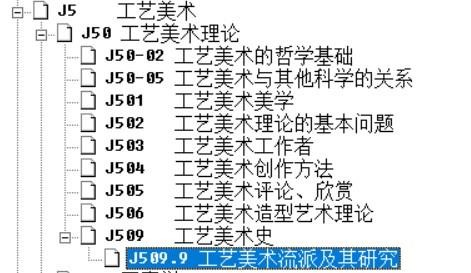 J5 工艺美术
J50 工艺美术理论
J50-02 工艺美术的哲学基础
J50-05 工艺美术与其他科学的关系
J501 工艺美术美学
J502 工艺美术理论的基本问题
J503 工艺美术工作者
J504 工艺美术创作方法
J505 工艺美术评论、欣赏
J506 工艺美术造型艺术理论
J509 工艺美术史
J509.9 工艺美术流派及其研究